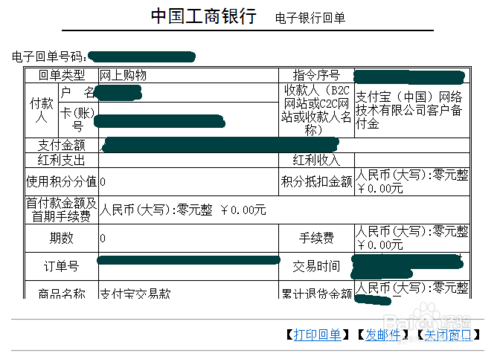 中国工商银行 电子银行回单
电子回单号码:
回单类型 网上购物 指令序号
付款人 户 名 收款人(B2C网站或C2C网站或收款人名称) 支付宝(中国)网络技术有限公司客户备付金
卡(账)号
支付金额
红利支出 红利收入
使用积分分值 0 积分抵扣金额 人民币(大写):零元整 ￥0.00元
首付款金额及首期手续费 人民币(大写):零元整 ￥0.00元
期数 0 手续费 人民币(大写):零元整 ￥0.00元
订单号 交易时间
商品名称 支付宝交易款 累计退货金额 人民币(大写):零元整
【打印回单】 【发邮件】 【关闭窗口】